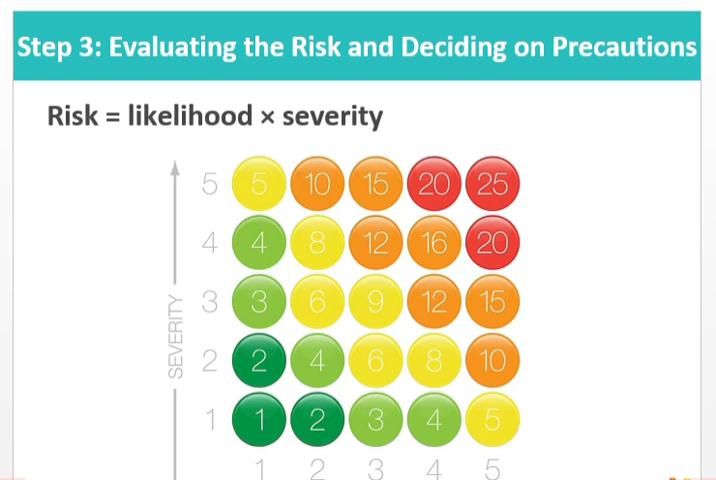 Step 3: Evaluating the Risk and Deciding on Precautions
Risk = likelihood × severity
5 5 10 15 20 25
4 4 8 12 16 20
3 3 6 9 12 15
SEVERITY
2 2 4 6 8 10
1 1 2 3 4 5
1 2 3 4 5